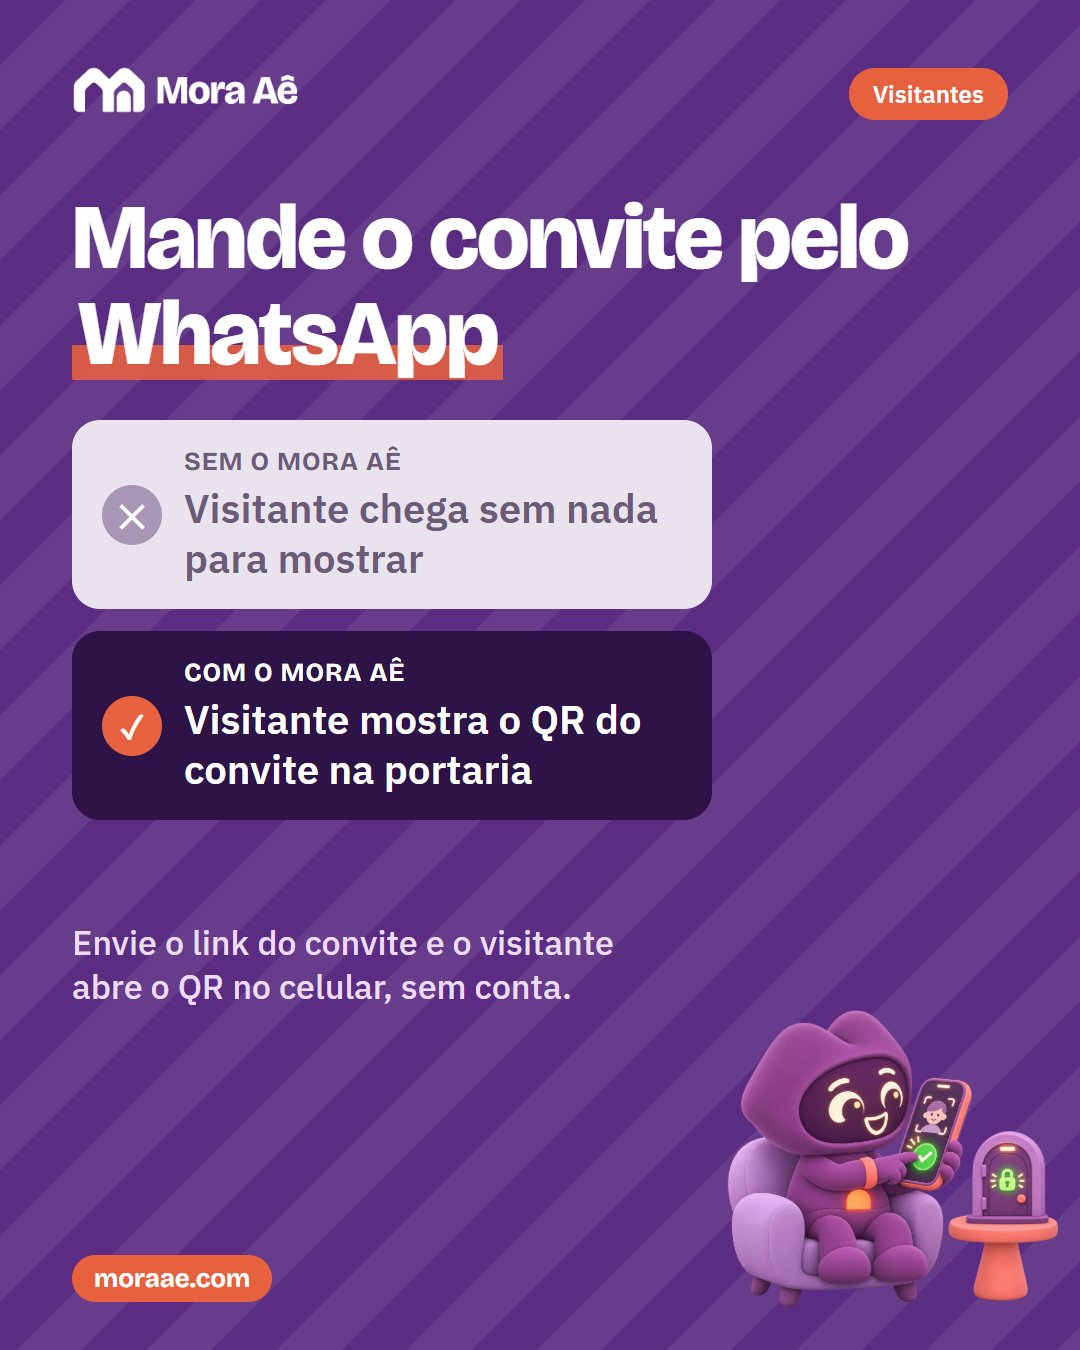 Mora Aê
Visitantes
Mande o convite pelo
WhatsApp
SEM O MORA AÊ
Visitante chega sem nada
para mostrar
COM O MORA AÊ
Visitante mostra o QR do
convite na portaria
Envie o link do convite e o visitante
abre o QR no celular, sem conta.
moraae.com